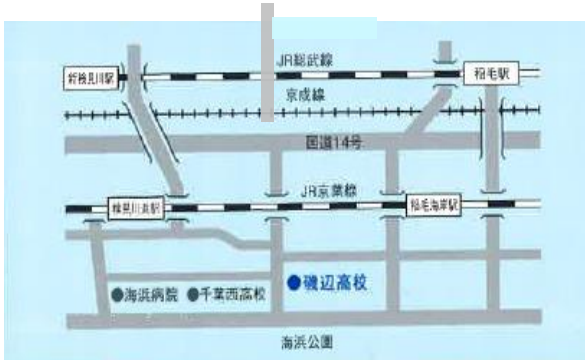 JR総武線
新検見川駅
稲毛駅
京成線
国道14号
JR京葉線
検見川浜駅
稲毛海岸駅
●磯辺高校
●海浜病院
●千葉西高校
海浜公園